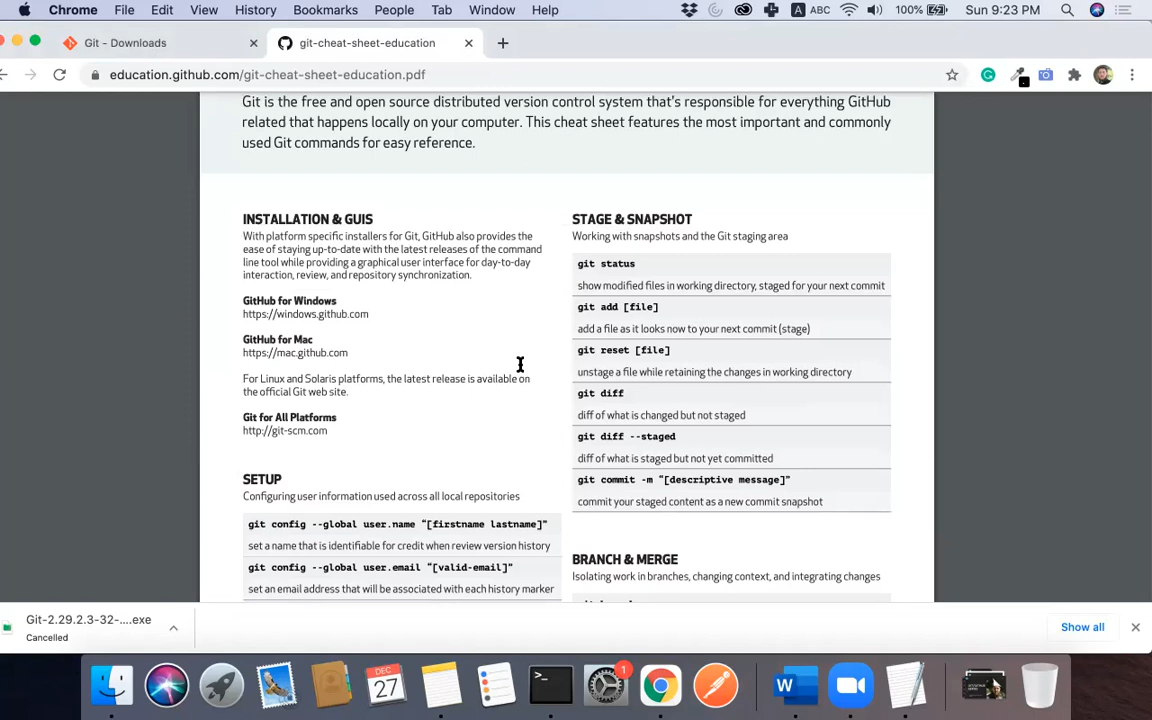 Chrome File Edit View History Bookmarks People Tab Window Help
A ABC 100% Sun 9:23 PM
Git - Downloads
git-cheat-sheet-education
education.github.com/git-cheat-sheet-education.pdf
Git is the free and open source distributed version control system that's responsible for everything GitHub
related that happens locally on your computer. This cheat sheet features the most important and commonly
used Git commands for easy reference.
INSTALLATION & GUIS
With platform specific installers for Git, GitHub also provides the
ease of staying up-to-date with the latest releases of the command
line tool while providing a graphical user interface for day-to-day
interaction, review, and repository synchronization.
GitHub for Windows
https://windows.github.com
GitHub for Mac
https://mac.github.com
For Linux and Solaris platforms, the latest release is available on
the official Git web site.
Git for All Platforms
http://git-scm.com
SETUP
Configuring user information used across all local repositories
git config --global user.name “[firstname lastname]”
set a name that is identifiable for credit when review version history
git config --global user.email “[valid-email]”
set an email address that will be associated with each history marker
STAGE & SNAPSHOT
Working with snapshots and the Git staging area
git status
show modified files in working directory, staged for your next commit
git add [file]
add a file as it looks now to your next commit (stage)
git reset [file]
unstage a file while retaining the changes in working directory
git diff
diff of what is changed but not staged
git diff --staged
diff of what is staged but not yet committed
git commit -m “[descriptive message]”
commit your staged content as a new commit snapshot
BRANCH & MERGE
Isolating work in branches, changing context, and integrating changes
Git-2.29.2.3-32-....exe
Cancelled
Show all
DEC
27
>_
1
W